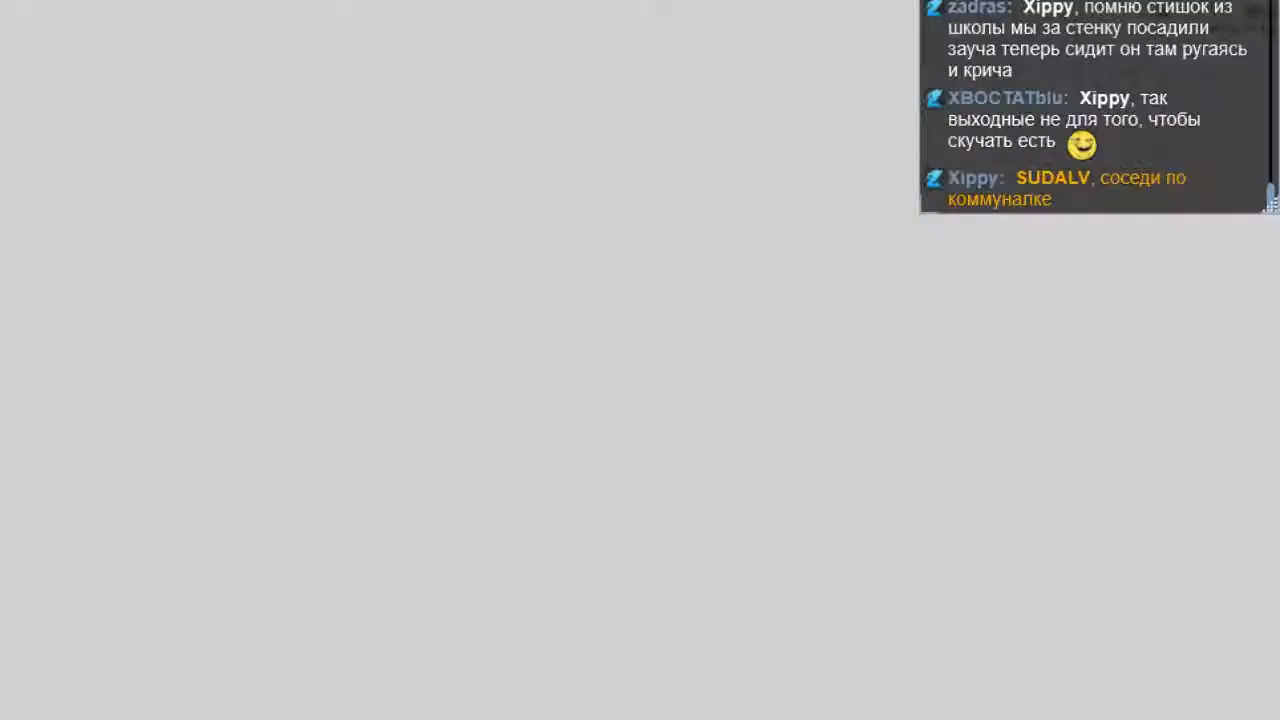 zadras: Xippy, помню стишок из
школы мы за стенку посадили
зауча теперь сидит он там ругаясь
и крича
XBOCTATblu: Xippy, так
выходные не для того, чтобы
скучать есть
Xippy: SUDALV, соседи по
коммуналке